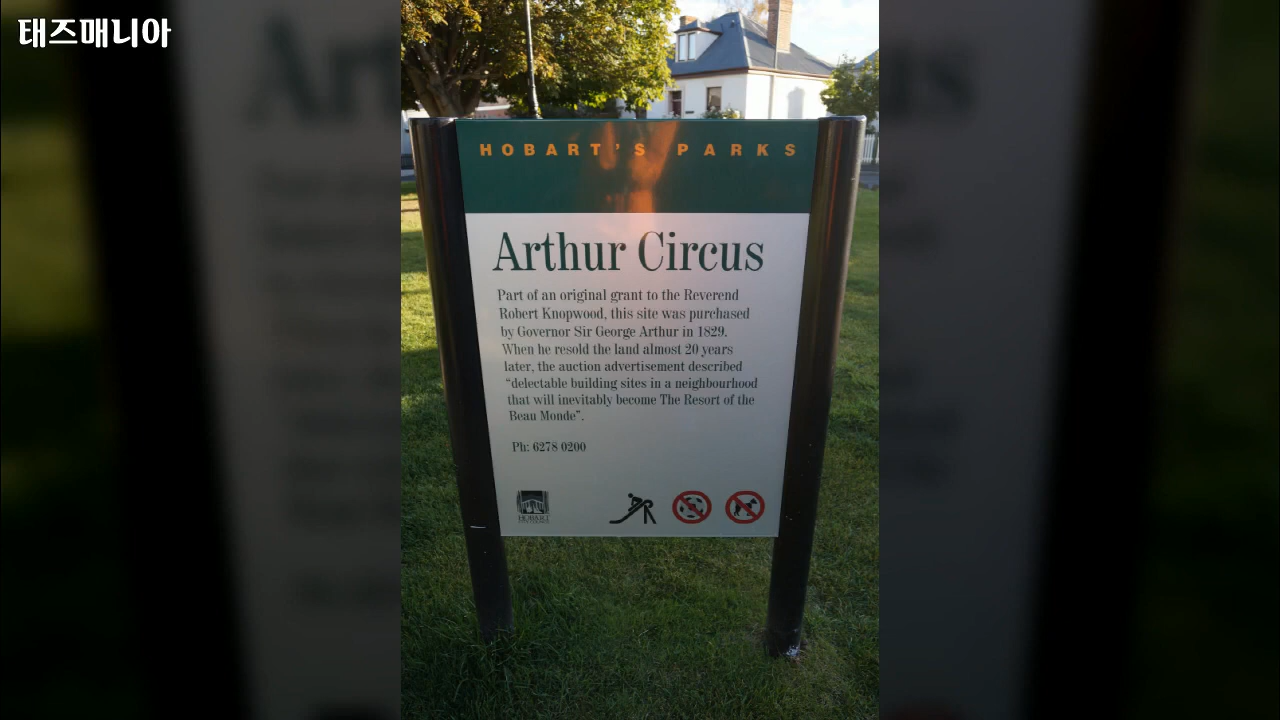 태즈매니아
HOBART'S PARKS
Arthur Circus
Part of an original grant to the Reverend
Robert Knopwood, this site was purchased
by Governor Sir George Arthur in 1829.
When he resold the land almost 20 years
later, the auction advertisement described
“delectable building sites in a neighbourhood
that will inevitably become The Resort of the
Beau Monde”.
Ph: 6278 0200
HOBART